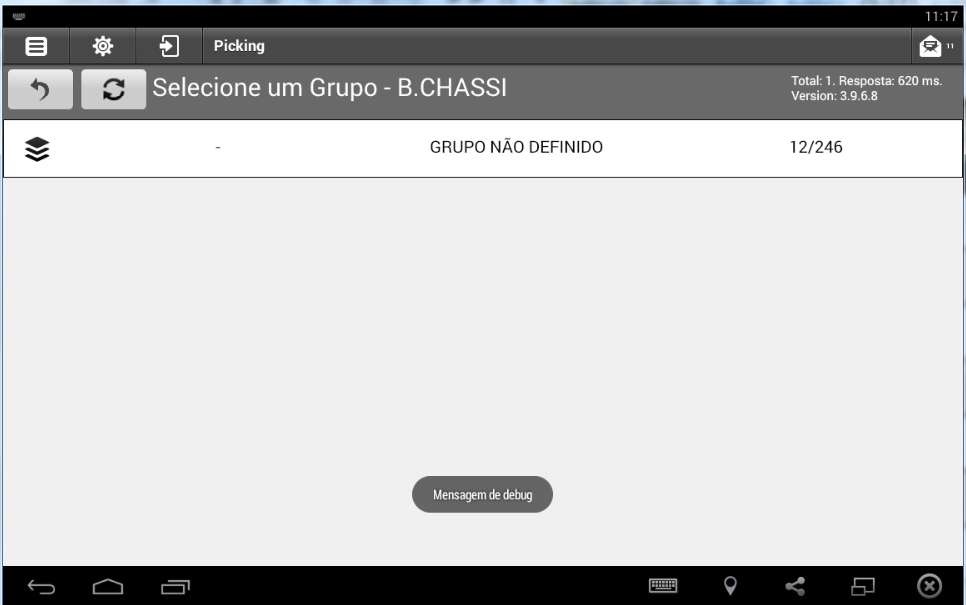 11:17
Picking
11
Selecione um Grupo - B.CHASSI
Total: 1. Resposta: 620 ms.
Version: 3.9.6.8
- GRUPO NÃO DEFINIDO 12/246
Mensagem de debug